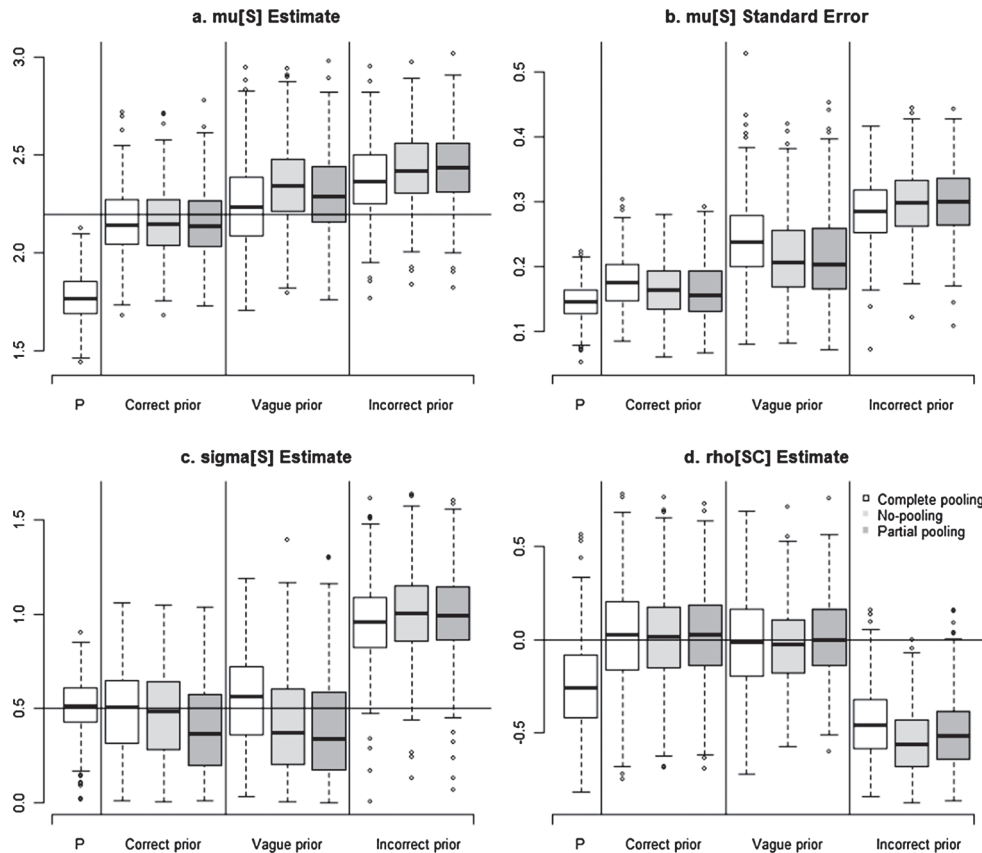 a. mu[S] Estimate
3.0
2.5
2.0
1.5
P Correct prior Vague prior Incorrect prior
b. mu[S] Standard Error
0.5
0.4
0.3
0.2
0.1
P Correct prior Vague prior Incorrect prior
c. sigma[S] Estimate
1.5
1.0
0.5
0.0
P Correct prior Vague prior Incorrect prior
d. rho[SC] Estimate
Complete pooling
No-pooling
Partial pooling
0.5
0.0
-0.5
P Correct prior Vague prior Incorrect prior